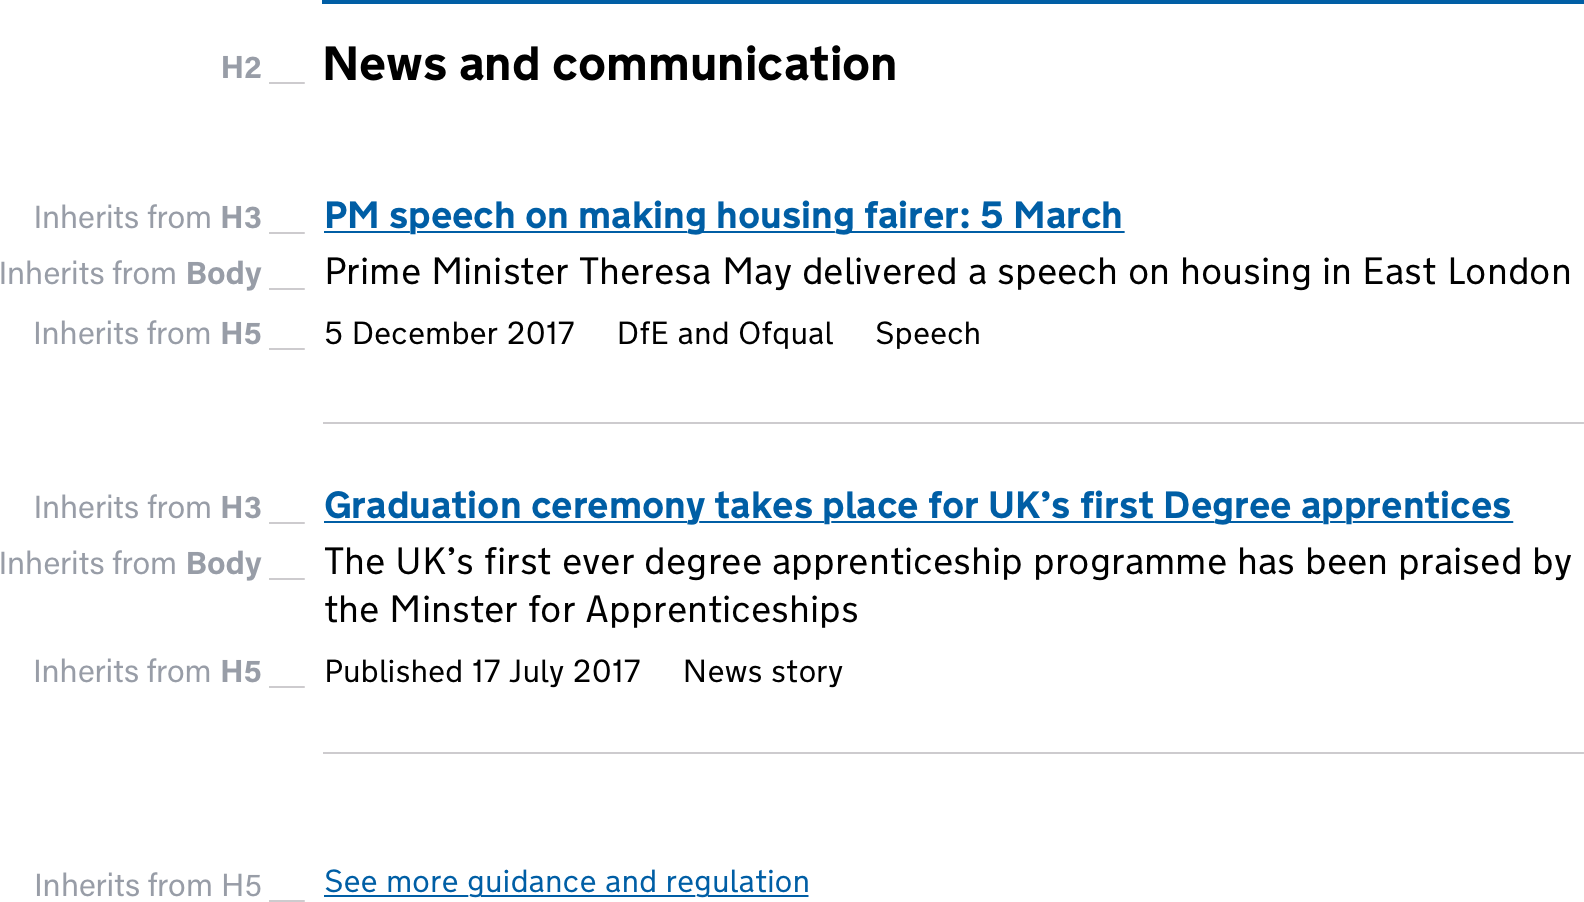 H2 News and communication
Inherits from H3 PM speech on making housing fairer: 5 March
Inherits from Body Prime Minister Theresa May delivered a speech on housing in East London
Inherits from H5 5 December 2017 DfE and Ofqual Speech
Inherits from H3 Graduation ceremony takes place for UK’s first Degree apprentices
Inherits from Body The UK’s first ever degree apprenticeship programme has been praised by
the Minster for Apprenticeships
Inherits from H5 Published 17 July 2017 News story
Inherits from H5 See more guidance and regulation